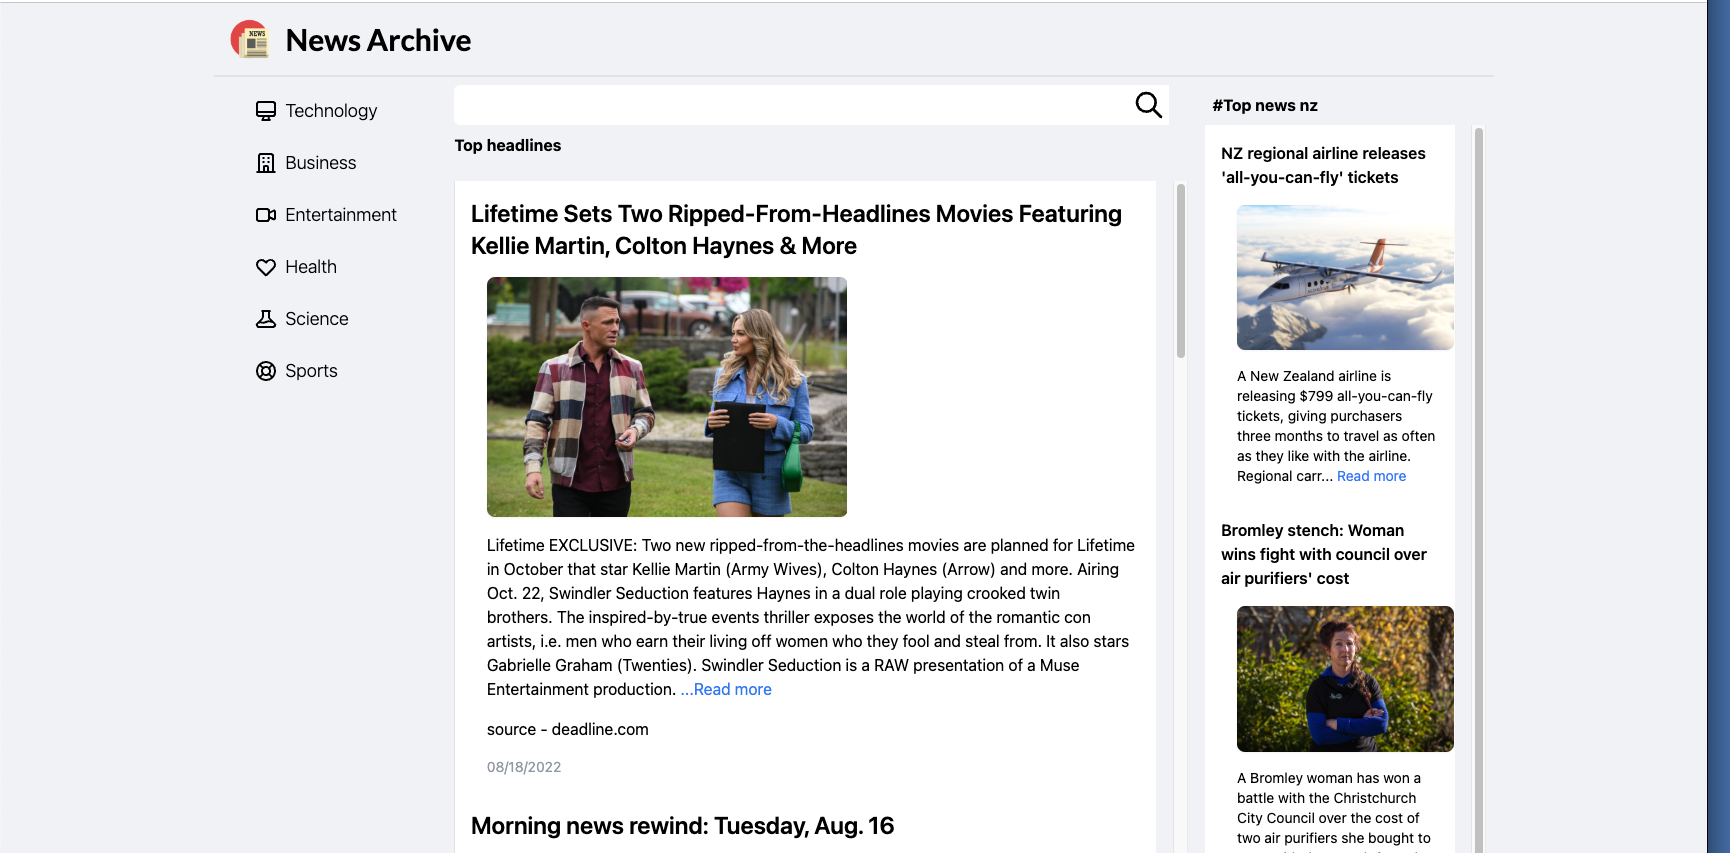 NEWS
News Archive
Technology
Business
Entertainment
Health
Science
Sports
Top headlines
Lifetime Sets Two Ripped-From-Headlines Movies Featuring
Kellie Martin, Colton Haynes & More
Lifetime EXCLUSIVE: Two new ripped-from-the-headlines movies are planned for Lifetime
in October that star Kellie Martin (Army Wives), Colton Haynes (Arrow) and more. Airing
Oct. 22, Swindler Seduction features Haynes in a dual role playing crooked twin
brothers. The inspired-by-true events thriller exposes the world of the romantic con
artists, i.e. men who earn their living off women who they fool and steal from. It also stars
Gabrielle Graham (Twenties). Swindler Seduction is a RAW presentation of a Muse
Entertainment production. ...Read more
source - deadline.com
08/18/2022
Morning news rewind: Tuesday, Aug. 16
#Top news nz
NZ regional airline releases
'all-you-can-fly' tickets
A New Zealand airline is
releasing $799 all-you-can-fly
tickets, giving purchasers
three months to travel as often
as they like with the airline.
Regional carr... Read more
Bromley stench: Woman
wins fight with council over
air purifiers' cost
A Bromley woman has won a
battle with the Christchurch
City Council over the cost of
two air purifiers she bought to